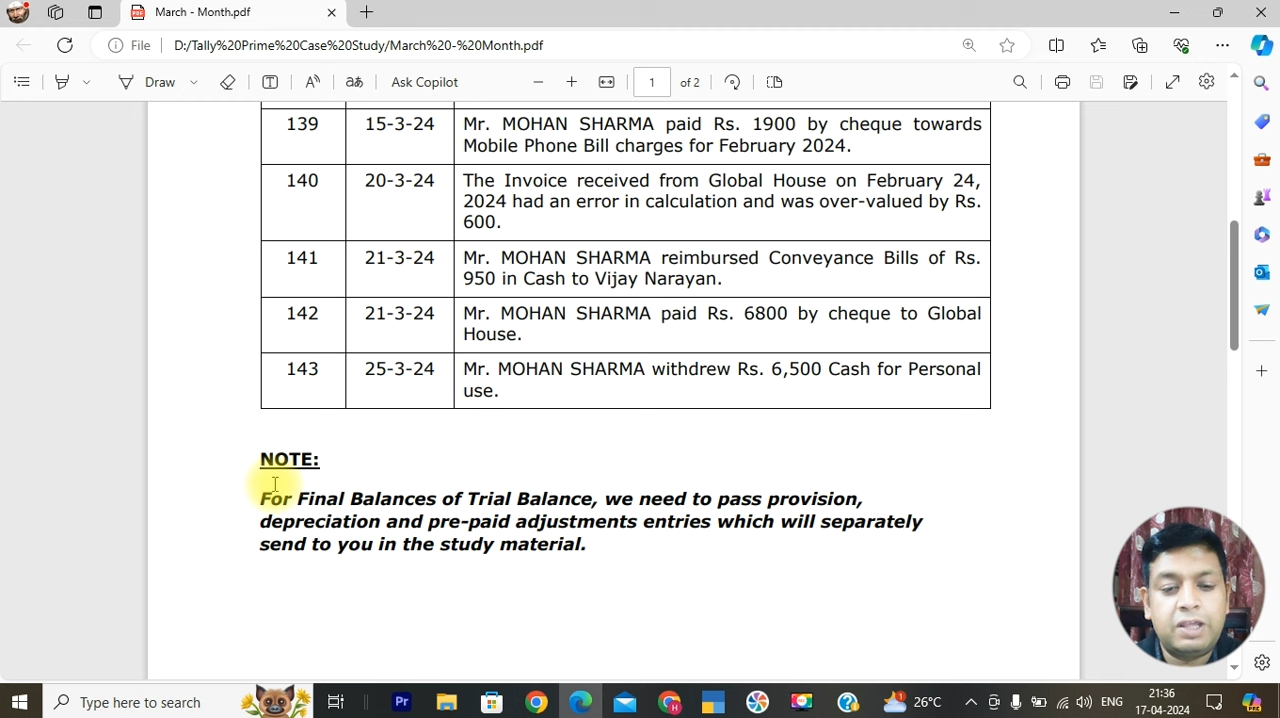 March - Month.pdf
File
D:/Tally%20Prime%20Case%20Study/March%20-%20Month.pdf
Draw
Ask Copilot
1 of 2
139 15-3-24 Mr. MOHAN SHARMA paid Rs. 1900 by cheque towards
Mobile Phone Bill charges for February 2024.
140 20-3-24 The Invoice received from Global House on February 24,
2024 had an error in calculation and was over-valued by Rs.
600.
141 21-3-24 Mr. MOHAN SHARMA reimbursed Conveyance Bills of Rs.
950 in Cash to Vijay Narayan.
142 21-3-24 Mr. MOHAN SHARMA paid Rs. 6800 by cheque to Global
House.
143 25-3-24 Mr. MOHAN SHARMA withdrew Rs. 6,500 Cash for Personal
use.
NOTE:
For Final Balances of Trial Balance, we need to pass provision,
depreciation and pre-paid adjustments entries which will separately
send to you in the study material.
Type here to search
26°C
ENG
21:36
17-04-2024